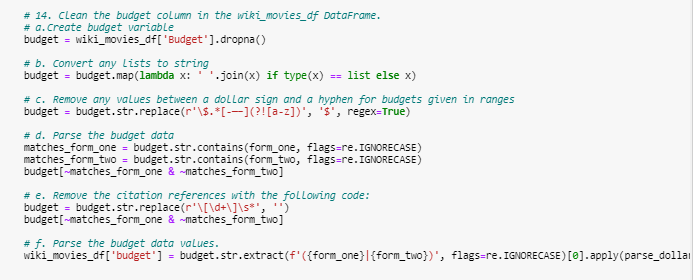 # 14. Clean the budget column in the wiki_movies_df DataFrame.
# a.Create budget variable
budget = wiki_movies_df['Budget'].dropna()
# b. Convert any lists to string
budget = budget.map(lambda x: ' '.join(x) if type(x) == list else x)
# c. Remove any values between a dollar sign and a hyphen for budgets given in ranges
budget = budget.str.replace(r'\$.*[-—–](?![a-z])', '$', regex=True)
# d. Parse the budget data
matches_form_one = budget.str.contains(form_one, flags=re.IGNORECASE)
matches_form_two = budget.str.contains(form_two, flags=re.IGNORECASE)
budget[~matches_form_one & ~matches_form_two]
# e. Remove the citation references with the following code:
budget = budget.str.replace(r'\[\d+\]\s*', '')
budget[~matches_form_one & ~matches_form_two]
# f. Parse the budget data values.
wiki_movies_df['budget'] = budget.str.extract(f'({form_one}|{form_two})', flags=re.IGNORECASE)[0].apply(parse_dolla